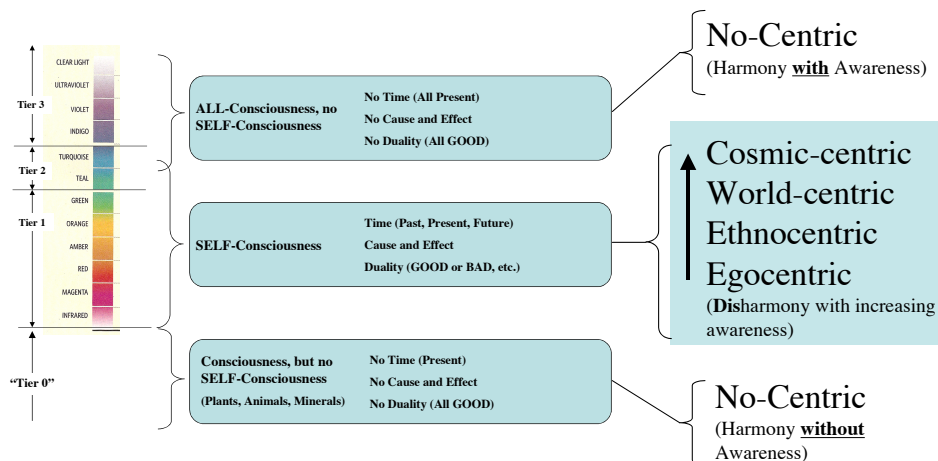 CLEAR LIGHT
ULTRAVIOLET
VIOLET
INDIGO
TURQUOISE
TEAL
GREEN
ORANGE
AMBER
RED
MAGENTA
INFRARED
Tier 3
Tier 2
Tier 1
“Tier 0”
ALL-Consciousness, no
SELF-Consciousness
No Time (All Present)
No Cause and Effect
No Duality (All GOOD)
No-Centric
(Harmony with Awareness)
SELF-Consciousness
Time (Past, Present, Future)
Cause and Effect
Duality (GOOD or BAD, etc.)
Cosmic-centric
World-centric
Ethnocentric
Egocentric
(Disharmony with increasing
awareness)
Consciousness, but no
SELF-Consciousness
(Plants, Animals, Minerals)
No Time (Present)
No Cause and Effect
No Duality (All GOOD)
No-Centric
(Harmony without
Awareness)